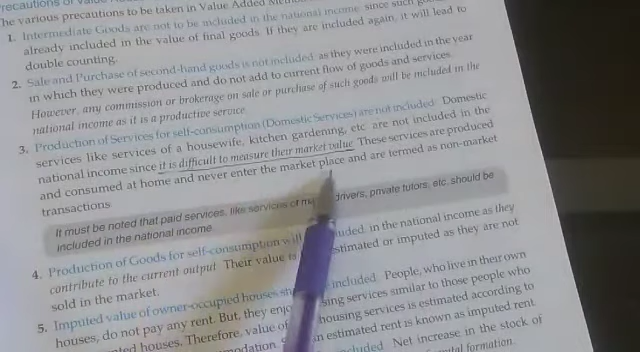 recautions of Value
The various precautions to be taken in Value Added
1. Intermediate Goods are not to be included in the national income since such
already included in the value of final goods. If they are included again, it will lead to
double counting.
2. Sale and Purchase of second-hand goods is not included as they were included in the year
in which they were produced and do not add to current flow of goods and services.
However, any commission or brokerage on sale or purchase of such goods will be included in the
national income as it is a productive service.
3. Production of Services for self-consumption (Domestic Services) are not included. Domestic
services like services of a housewife, kitchen gardening, etc. are not included in the
national income since it is difficult to measure their market value. These services are produced
and consumed at home and never enter the market place and are termed as non-market
transactions.
It must be noted that paid services, like services of drivers, private tutors, etc. should be
included in the national income.
4. Production of Goods for self-consumption will uded in the national income as they
contribute to the current output. Their value is stimated or imputed as they are not
sold in the market.
5. Imputed value of owner-occupied houses included. People, who live in their own
houses, do not pay any rent. But, they enjo sing services similar to those people who
ted houses. Therefore, value of housing services is estimated according to
estimated rent is known as imputed rent.
Net increase in the stock of
formation.